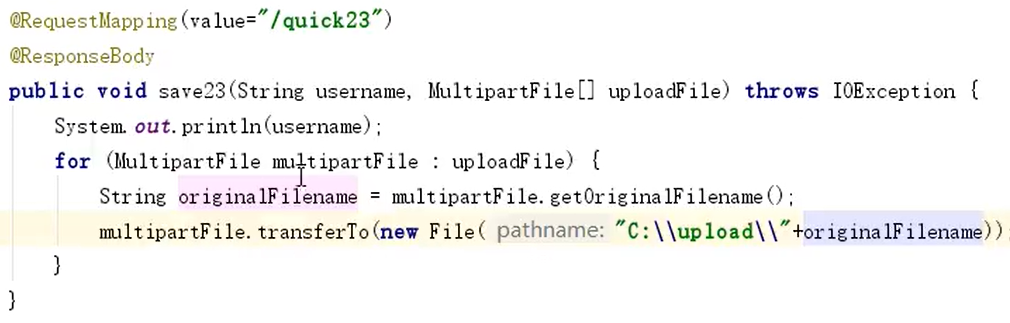 @RequestMapping(value="/quick23")
@ResponseBody
public void save23(String username, MultipartFile[] uploadFile) throws IOException {
System.out.println(username);
for (MultipartFile multipartFile : uploadFile) {
String originalFilename = multipartFile.getOriginalFilename();
multipartFile.transferTo(new File( pathname: "C:\\upload\\"+originalFilename))
}
}